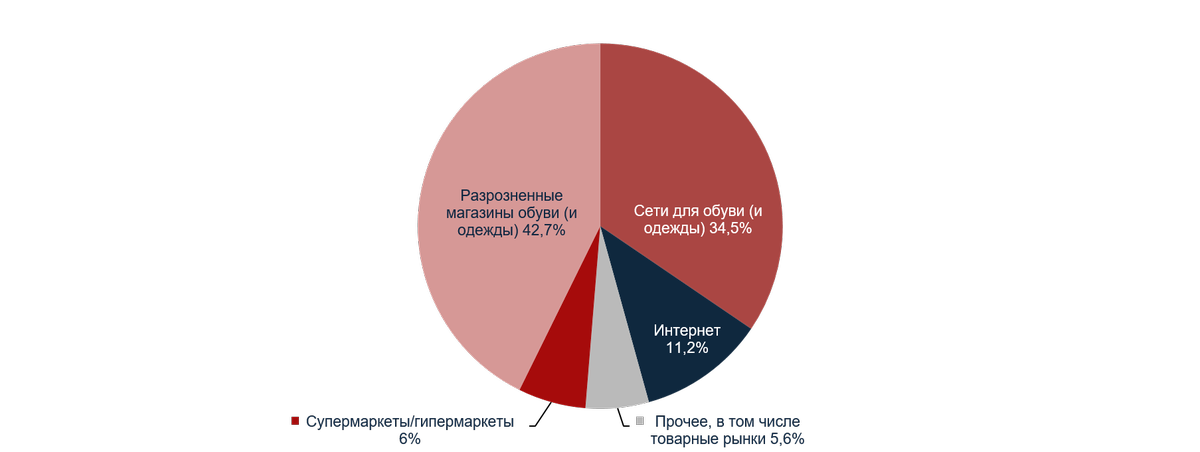 Разрозненные
магазины обуви (и
одежды) 42,7%
Сети для обуви (и
одежды) 34,5%
Интернет
11,2%
Супермаркеты/гипермаркеты
6%
Прочее, в том числе
товарные рынки 5,6%